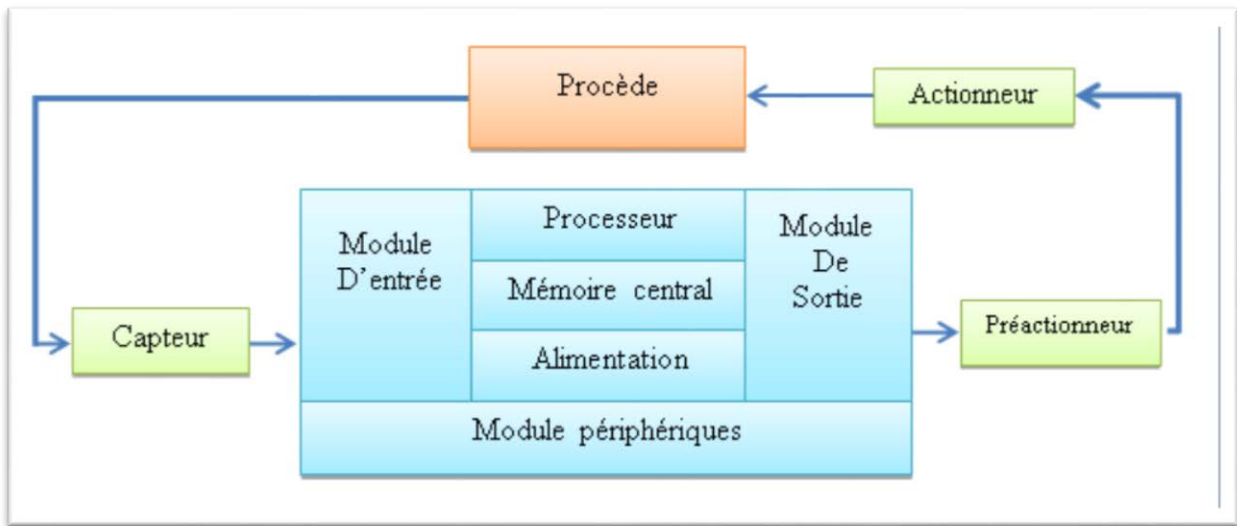 Procède
Actionneur
Module
D'entrée
Processeur
Mémoire central
Alimentation
Module
De
Sortie
Capteur
Préactionneur
Module périphériques